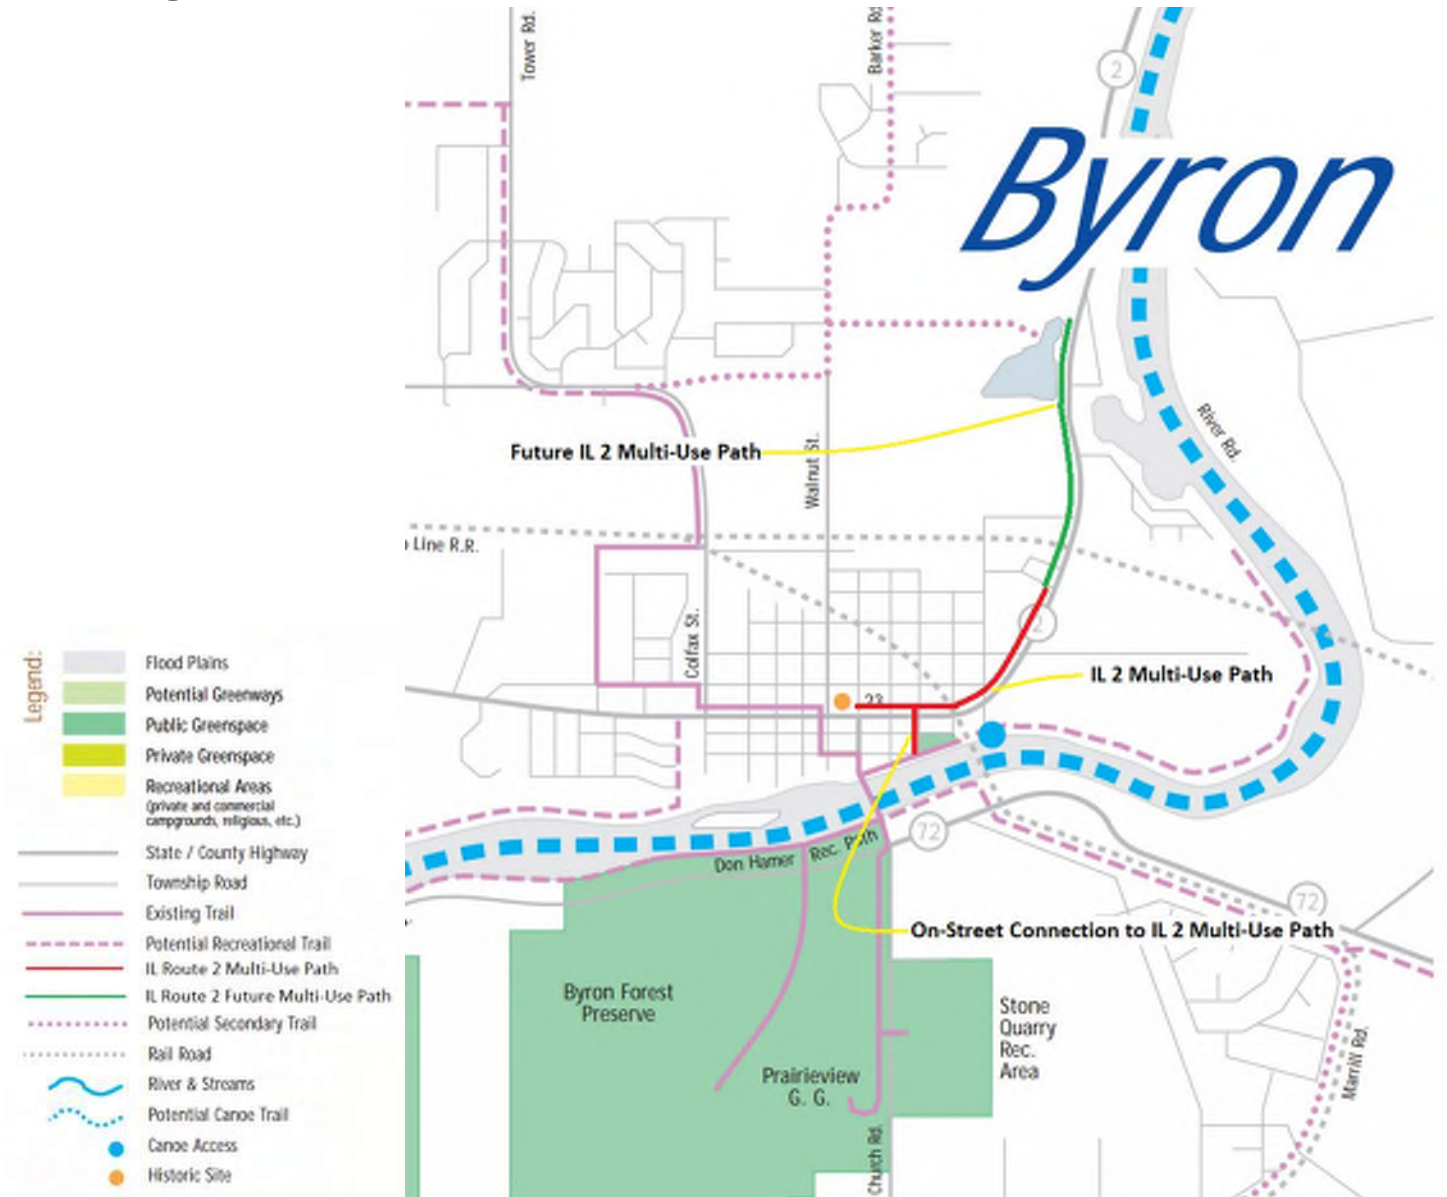 Tower Rd.
Barker Rd
2
Byron
River Rd.
Future IL 2 Multi-Use Path
Walnut St.
Line R.R.
Colfax St.
2
IL 2 Multi-Use Path
23
72
Don Hamer Rec. Path
72
On-Street Connection to IL 2 Multi-Use Path
Byron Forest
Preserve
Stone
Quarry
Rec.
Area
Prairieview
G. G.
Marrill Rd.
Church Rd.
Legend:
Flood Plains
Potential Greenways
Public Greenspace
Private Greenspace
Recreational Areas
(private and commercial
campgrounds, religious, etc.)
State / County Highway
Township Road
Existing Trail
Potential Recreational Trail
IL Route 2 Multi-Use Path
IL Route 2 Future Multi-Use Path
Potential Secondary Trail
Rail Road
River & Streams
Potential Canoe Trail
Canoe Access
Historic Site